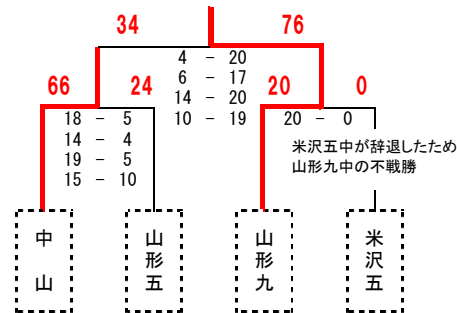 34 76
4 － 20
6 － 17
14 － 20
10 － 19
66 24
18 － 5
14 － 4
19 － 5
15 － 10
20 0
20 － 0
米沢五中が辞退したため
山形九中の不戦勝
中山
山形五
山形九
米沢五